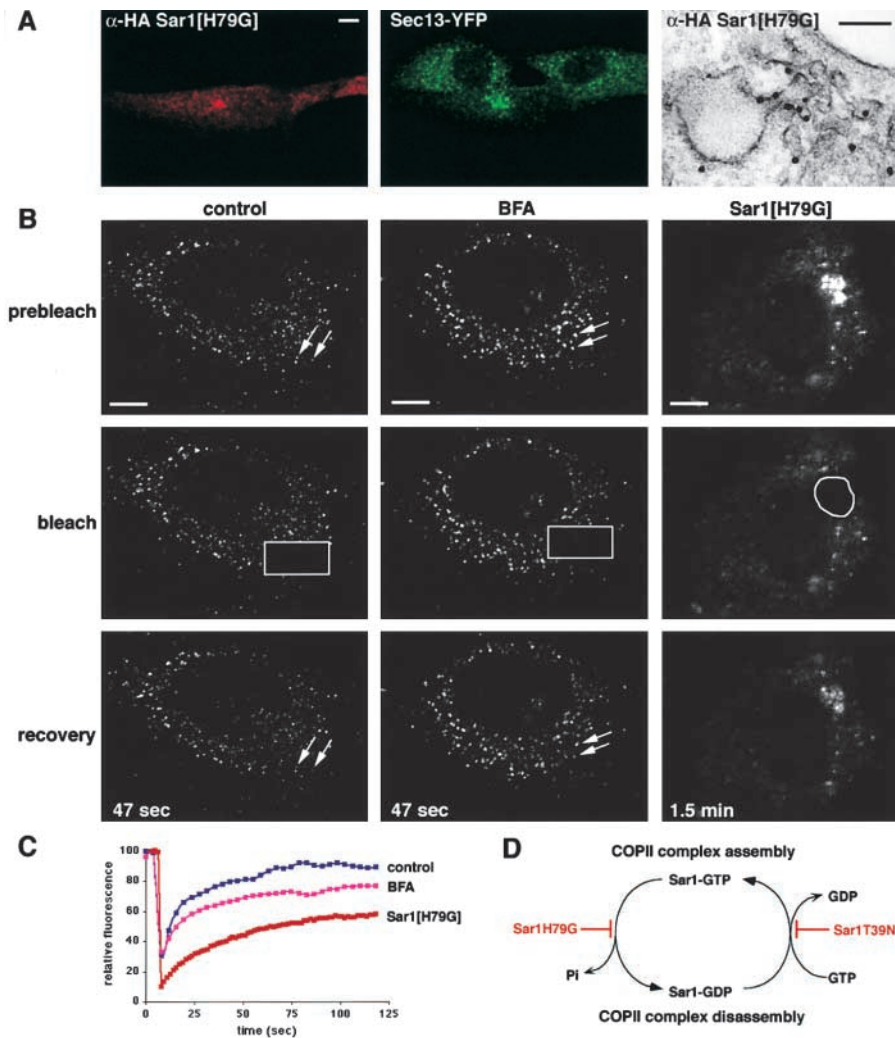 A
α-HA Sar1[H79G]
Sec13-YFP
α-HA Sar1[H79G]
B
control
BFA
Sar1[H79G]
prebleach
bleach
recovery
47 sec
47 sec
1.5 min
C
relative fluorescence
100
80
60
40
20
0
0
25
50
75
100
125
time (sec)
control
BFA
Sar1[H79G]
D
COPII complex assembly
Sar1-GTP
GDP
Sar1H79G
Sar1T39N
Pi
GTP
Sar1-GDP
COPII complex disassembly